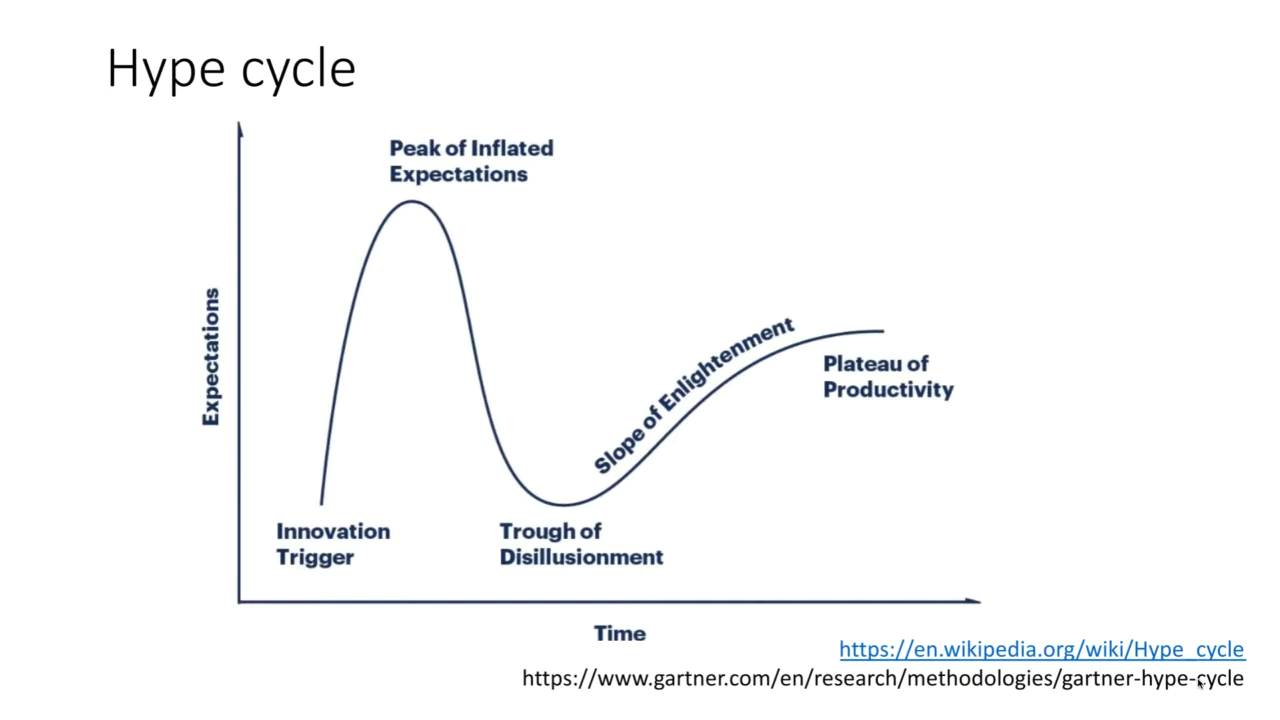 Hype cycle
Peak of Inflated
Expectations
Expectations
Slope of Enlightenment
Plateau of
Productivity
Innovation
Trigger
Trough of
Disillusionment
Time
https://en.wikipedia.org/wiki/Hype_cycle
https://www.gartner.com/en/research/methodologies/gartner-hype-cycle